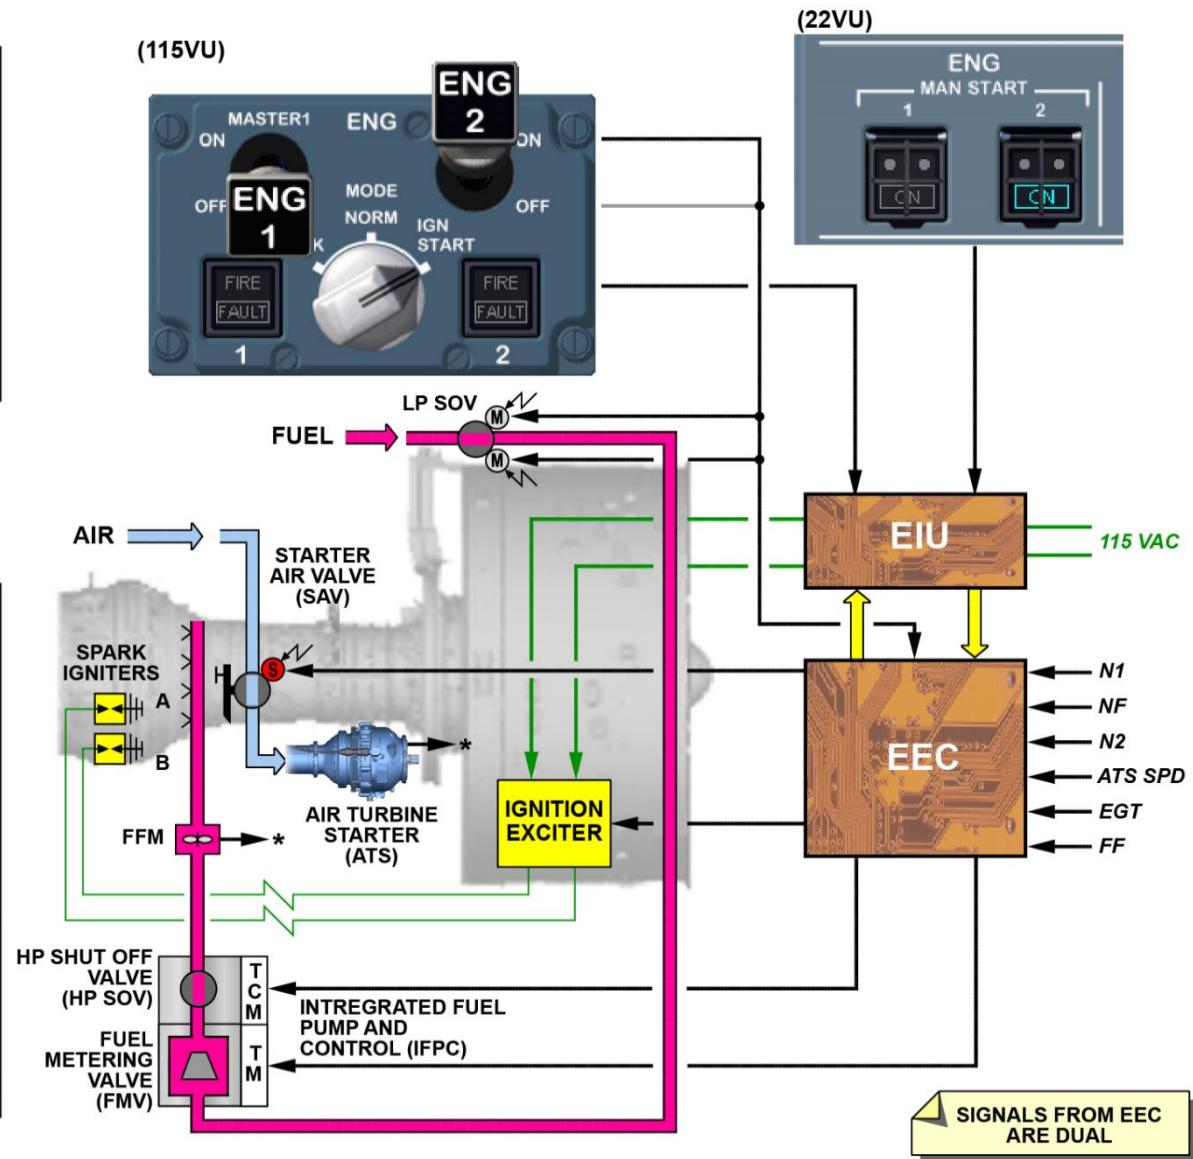 (115VU)
(22VU)
ENG
MAN START
1
2
ON
ON
MASTER1
ENG
ENG
2
ON
ON
OFF
ENG
1
MODE
NORM
K
IGN
START
OFF
FIRE
FAULT
FIRE
FAULT
1
2
LP SOV
FUEL
M
M
AIR
STARTER
AIR VALVE
(SAV)
EIU
115 VAC
SPARK
IGNITERS
A
B
S
*
AIR TURBINE
STARTER
(ATS)
IGNITION
EXCITER
EEC
N1
NF
N2
ATS SPD
EGT
FF
FFM
*
HP SHUT OFF
VALVE
(HP SOV)
T
C
M
INTREGRATED FUEL
PUMP AND
CONTROL (IFPC)
FUEL
METERING
VALVE
(FMV)
T
M
SIGNALS FROM EEC
ARE DUAL